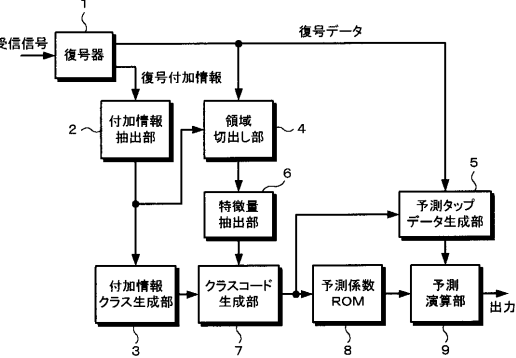 1
受信信号
復号器
復号データ
復号付加情報
2
付加情報
抽出部
領域
切出し部
4
6
特徴量
抽出部
5
予測タップ
データ生成部
付加情報
クラス生成部
クラスコード
生成部
予測係数
ROM
予測
演算部
出力
3
7
8
9